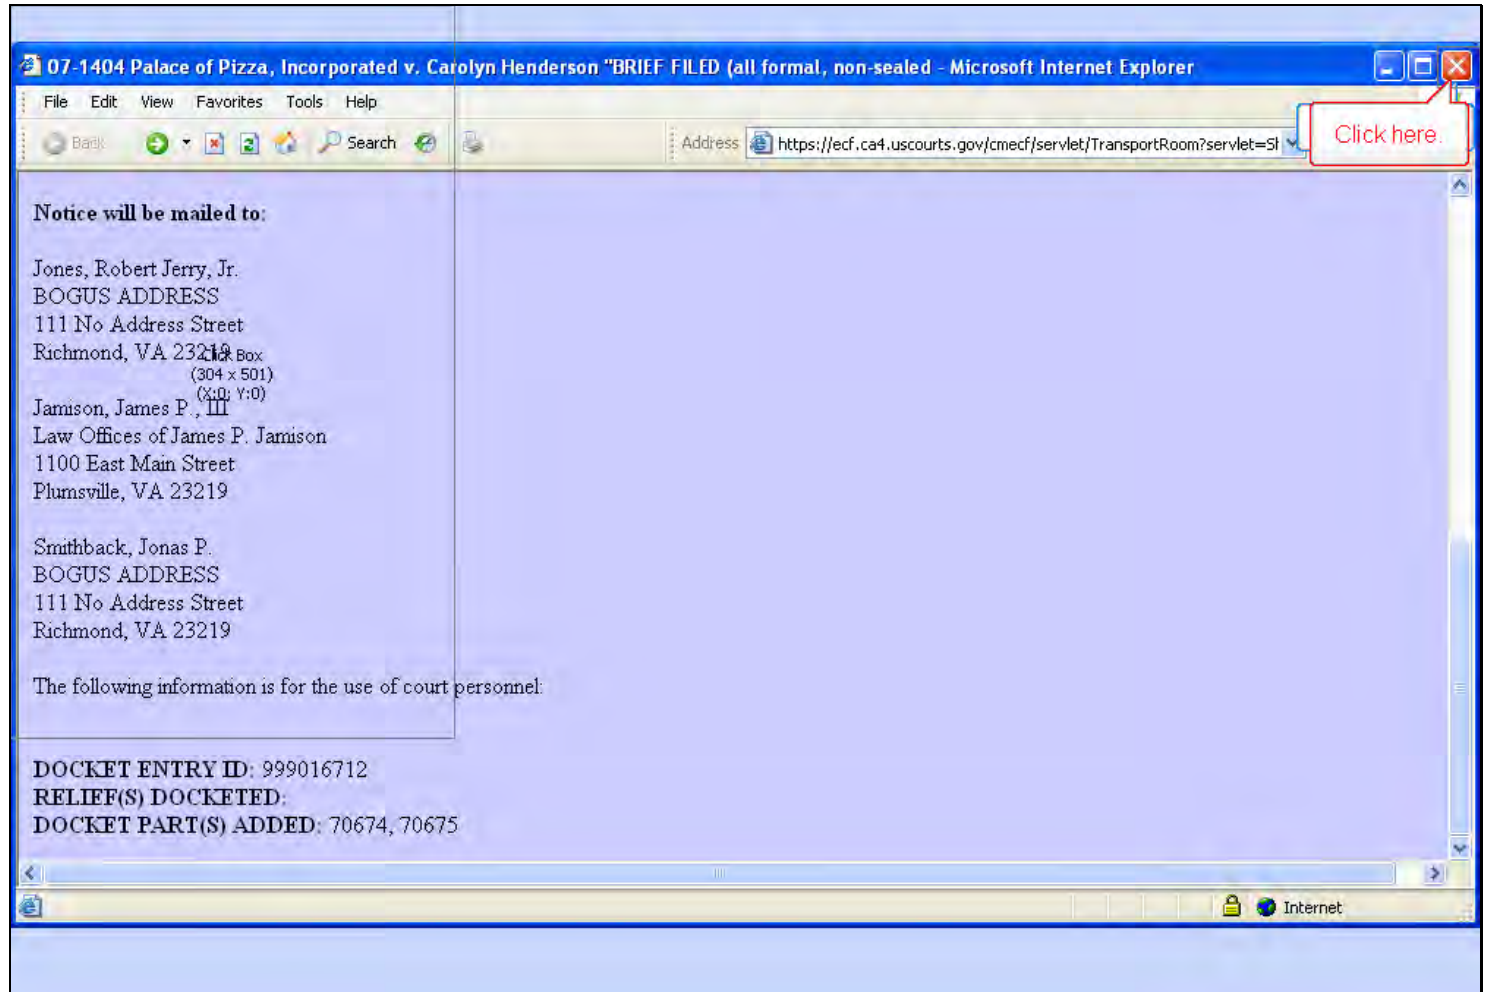 07-1404 Palace of Pizza, Incorporated v. Carolyn Henderson "BRIEF FILED (all formal, non-sealed - Microsoft Internet Explorer
File Edit View Favorites Tools Help
Back Search Address https://ecf.ca4.uscourts.gov/cmecf/servlet/TransportRoom?servlet=Sh
Click here.
Notice will be mailed to:
Jones, Robert Jerry, Jr.
BOGUS ADDRESS
111 No Address Street
Richmond, VA 23219
Click Box
(304 x 501)
(X:0; Y:0)
Jamison, James P., III
Law Offices of James P. Jamison
1100 East Main Street
Plumsville, VA 23219
Smithback, Jonas P.
BOGUS ADDRESS
111 No Address Street
Richmond, VA 23219
The following information is for the use of court personnel:
DOCKET ENTRY ID: 999016712
RELIEF(S) DOCKETED:
DOCKET PART(S) ADDED: 70674, 70675
Internet